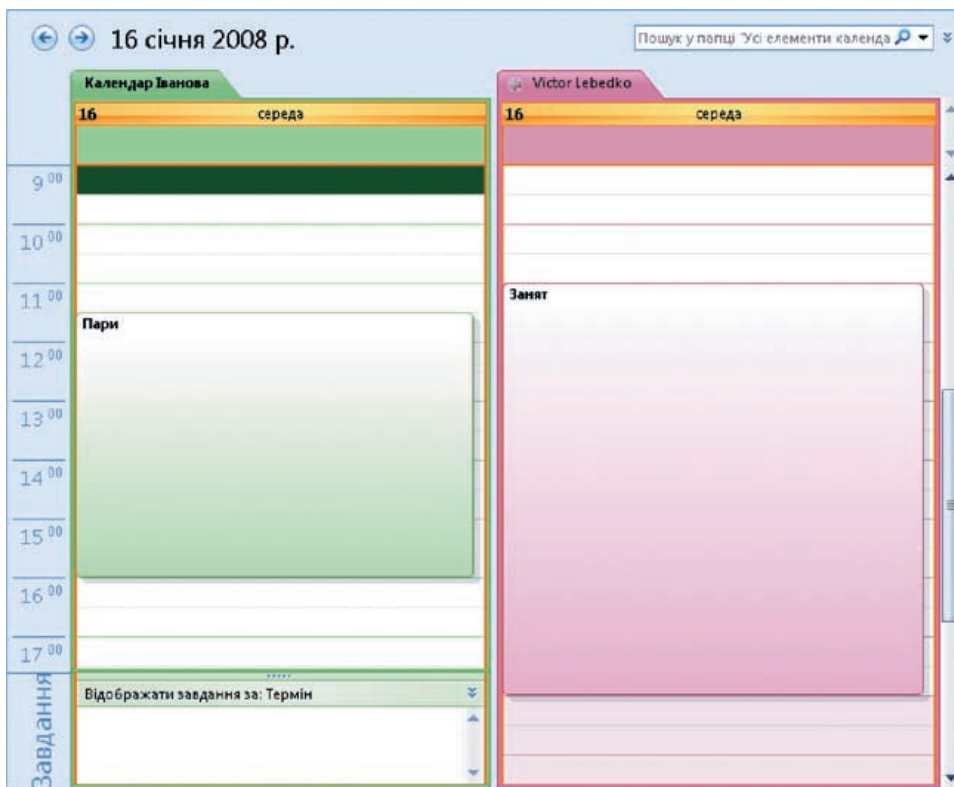 16 січня 2008 р.
Пошук у папці "Усі елементи календа
Календар Іванова
Victor Lebedko
16 середа
16 середа
9 00
10 00
11 00
12 00
13 00
14 00
15 00
16 00
17 00
Пари
Занят
Завдання
Відображати завдання за: Термін